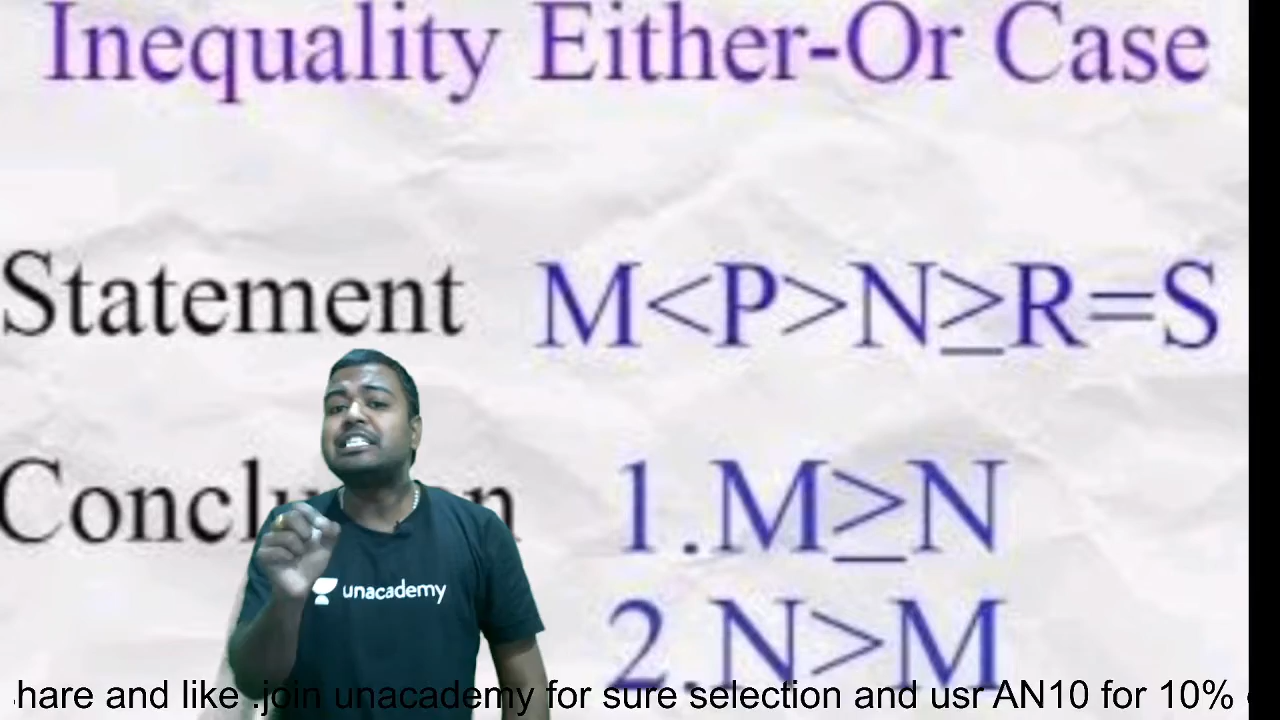 Inequality Either-Or Case
Statement M<P>N≥R=S
1.M≥N
2.N>M
unacademy
hare and like .join unacademy for sure selection and usr AN10 for 10%